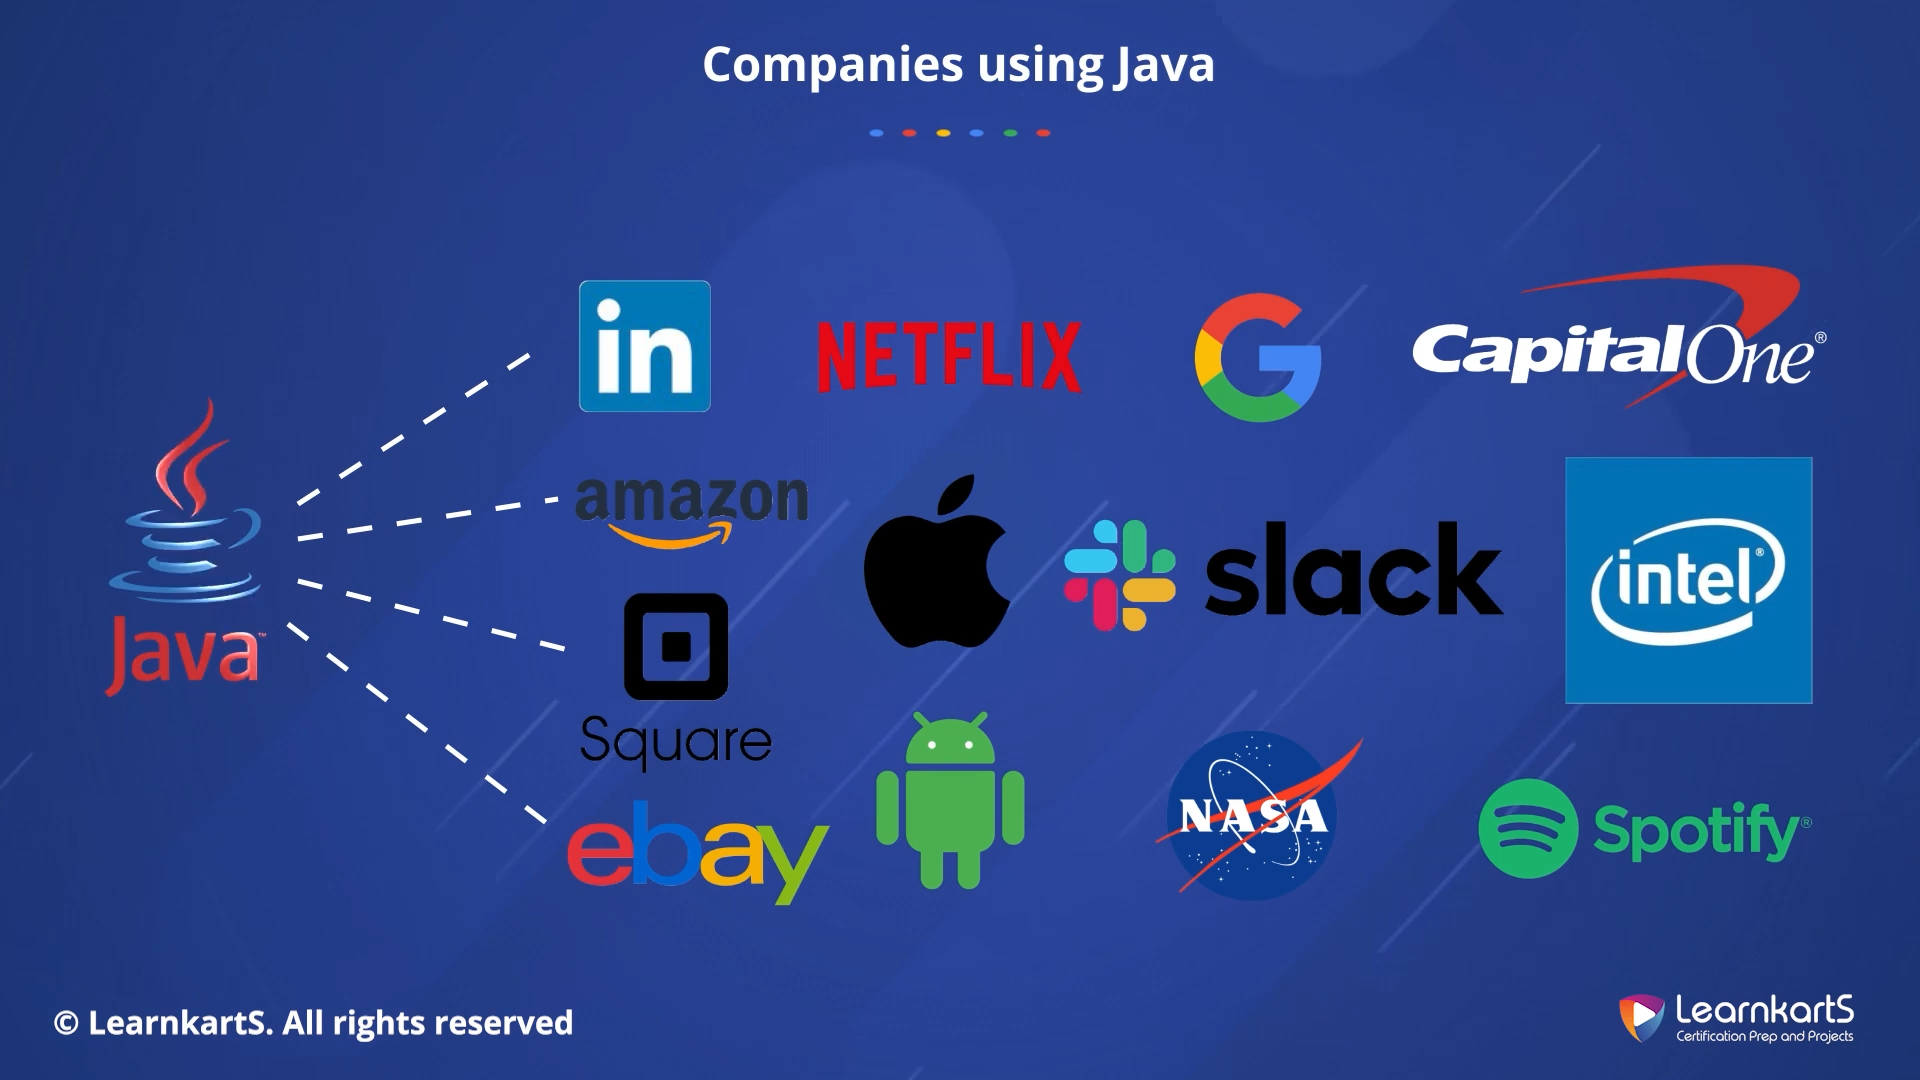 Companies using Java
in
NETFLIX
G
CapitalOne®
amazon
slack
intel®
Java™
Square
ebay
NASA
Spotify®
© LearnkartS. All rights reserved
LearnkartS
Certification Prep and Projects